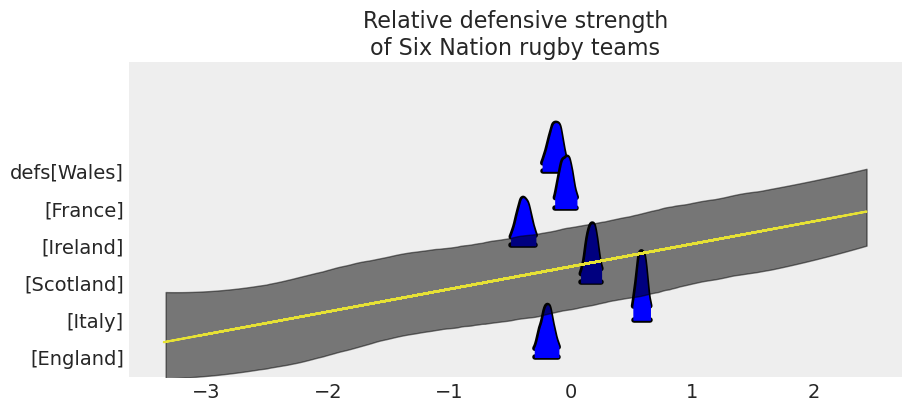 Relative defensive strength
of Six Nation rugby teams
defs[Wales]
[France]
[Ireland]
[Scotland]
[Italy]
[England]
−3 −2 −1 0 1 2